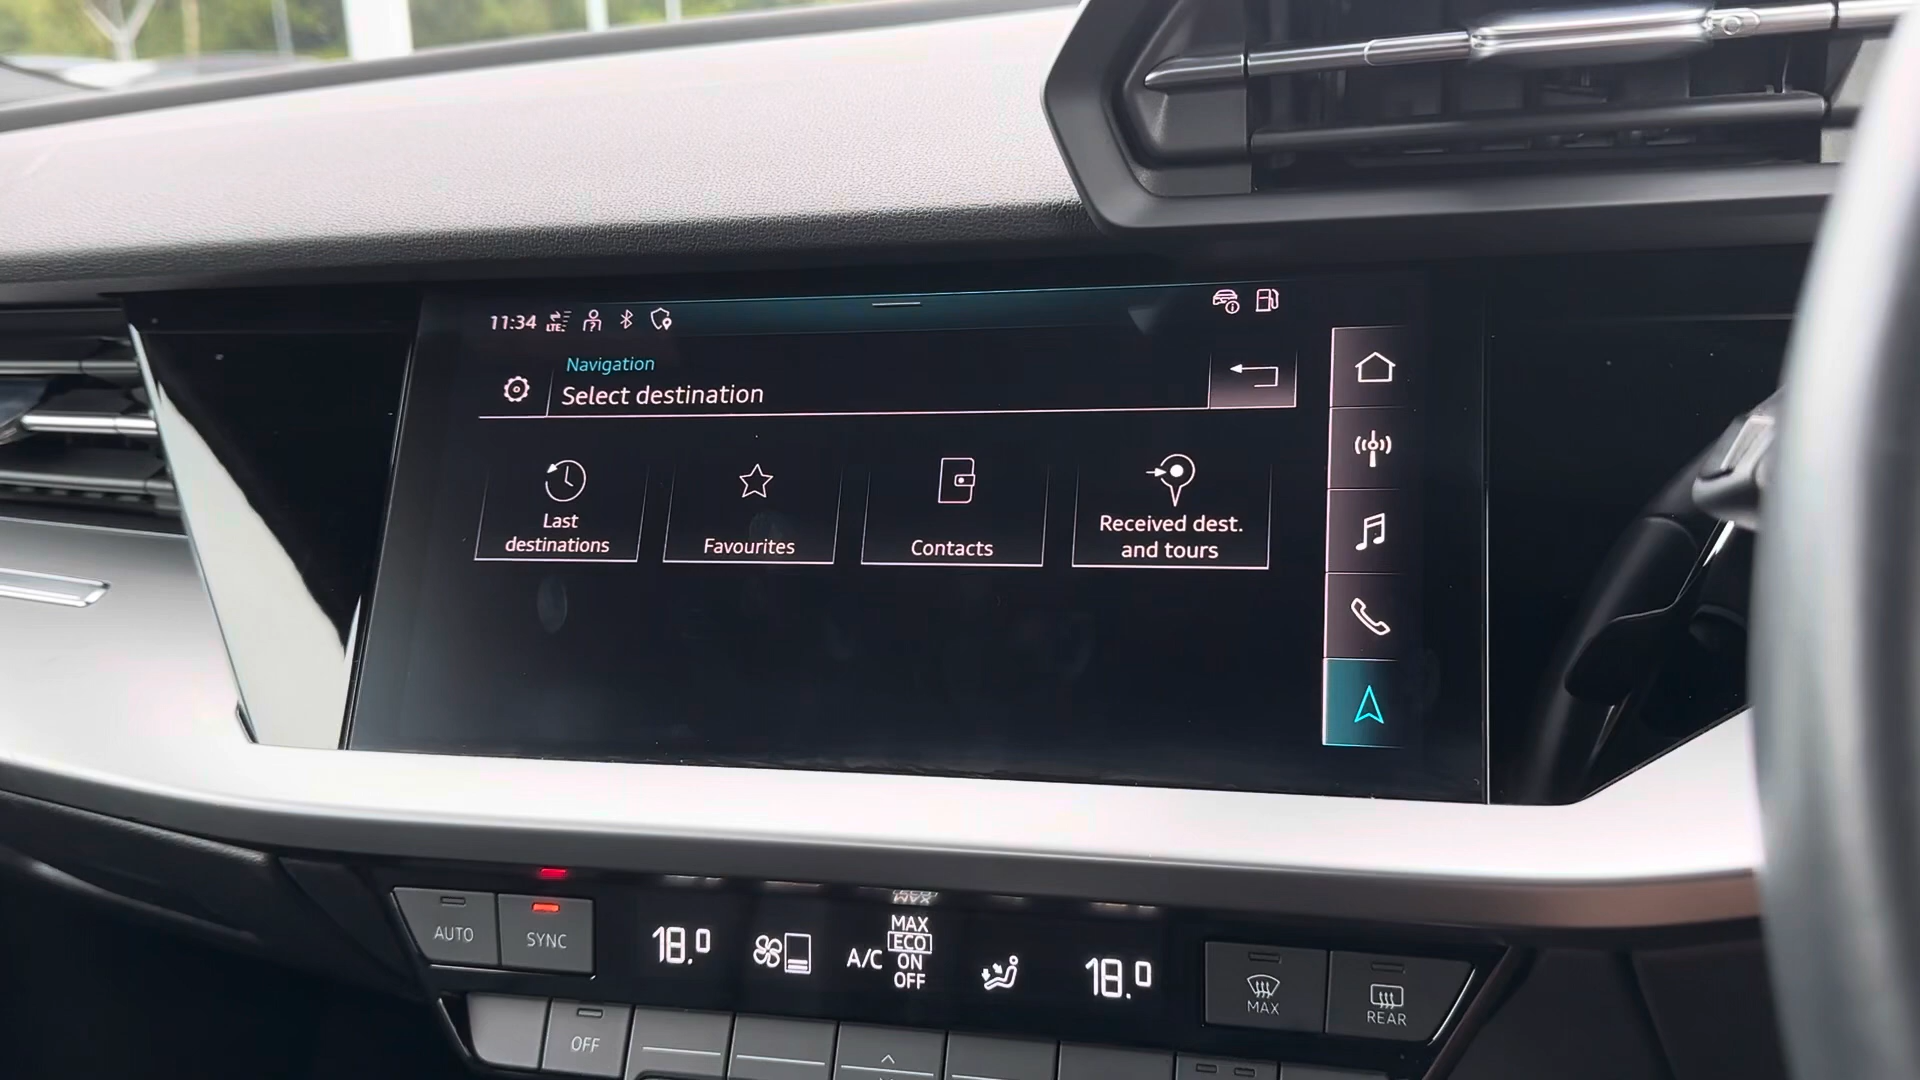 11:34 LTE
Navigation
Select destination
Last
destinations
Favourites
Contacts
Received dest.
and tours
AUTO
SYNC
18.0
A/C
MAX
ECO
ON
OFF
18.0
MAX
REAR
OFF